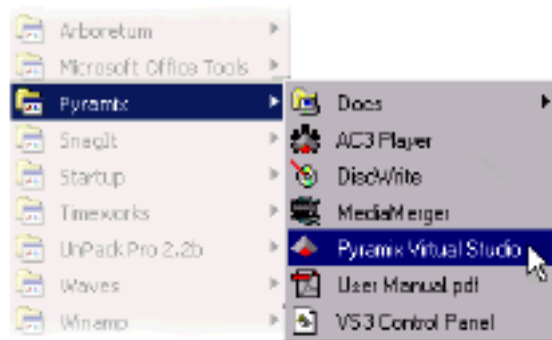 Arboretum
Microsoft Office Tools
Pyramix
SnagIt
Startup
Timeworks
UnPack Pro 2.2b
Waves
Winamp
Docs
AC3 Player
DiscWrite
MediaMerger
Pyramix Virtual Studio
User Manual.pdf
VS3 Control Panel